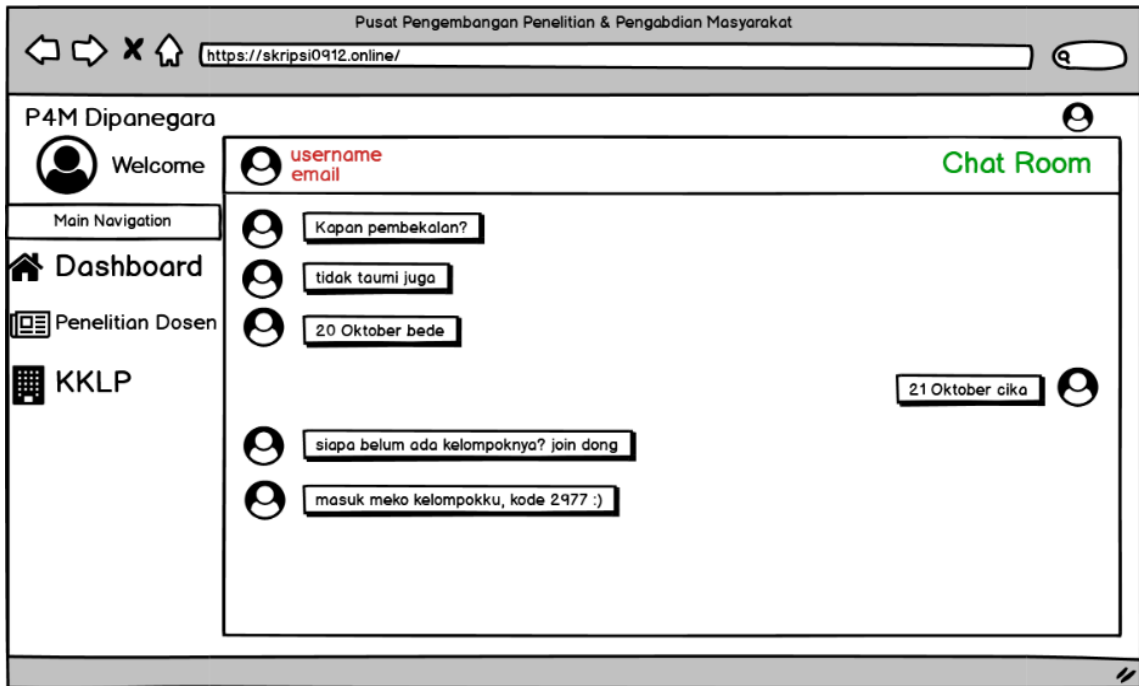 Pusat Pengembangan Penelitian & Pengabdian Masyarakat
https://skripsi0912.online/
P4M Dipanegara
Welcome
Main Navigation
Dashboard
Penelitian Dosen
KKLP
username
email
Chat Room
Kapan pembekalan?
tidak taumi juga
20 Oktober bede
21 Oktober cika
siapa belum ada kelompoknya? join dong
masuk meko kelompokku, kode 2977 :)